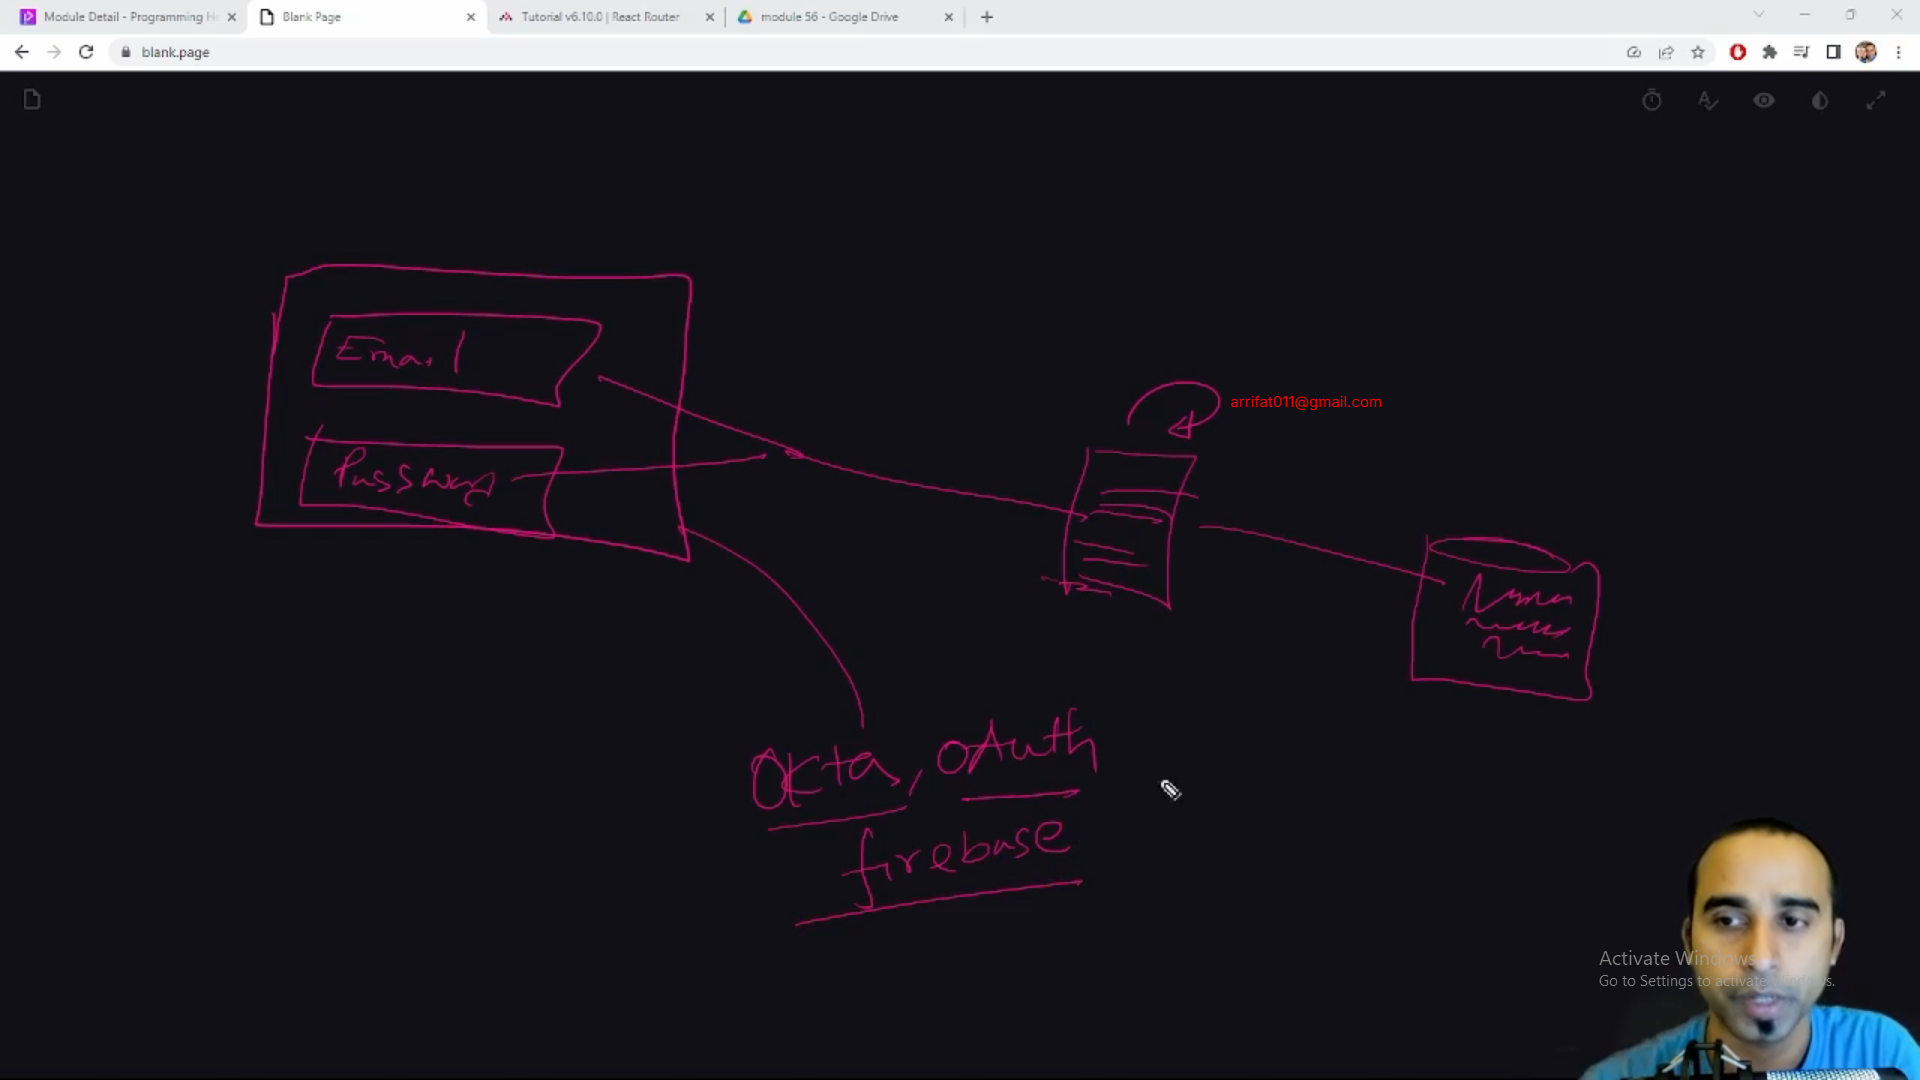 Module Detail - Programming He
Blank Page
Tutorial v6.10.0 | React Router
module 56 - Google Drive
blank.page
Email
Password
arrifat011@gmail.com
OKta, OAuth
firebase
Activate Windows
Go to Settings to activate Windows.